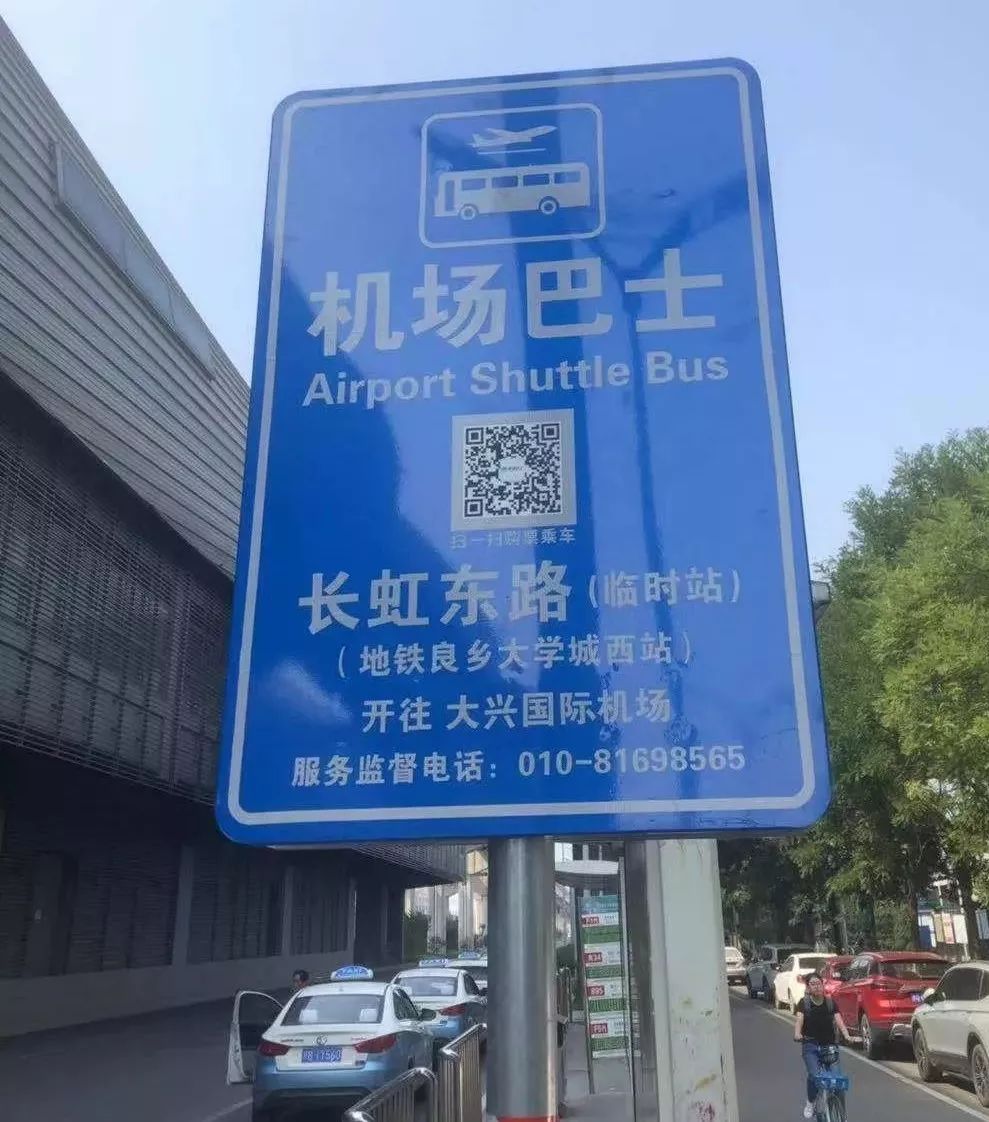 机场巴士
Airport Shuttle Bus
扫一扫购票乘车
长虹东路（临时站）
（地铁良乡大学城西站）
开往 大兴国际机场
服务监督电话：010-81698565
TAXI